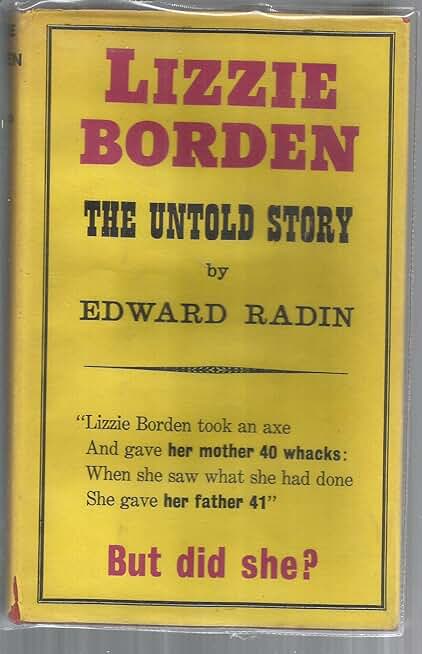 LIZZIE
BORDEN
THE UNTOLD STORY
by
EDWARD RADIN
“Lizzie Borden took an axe
And gave her mother 40 whacks:
When she saw what she had done
She gave her father 41”
But did she?